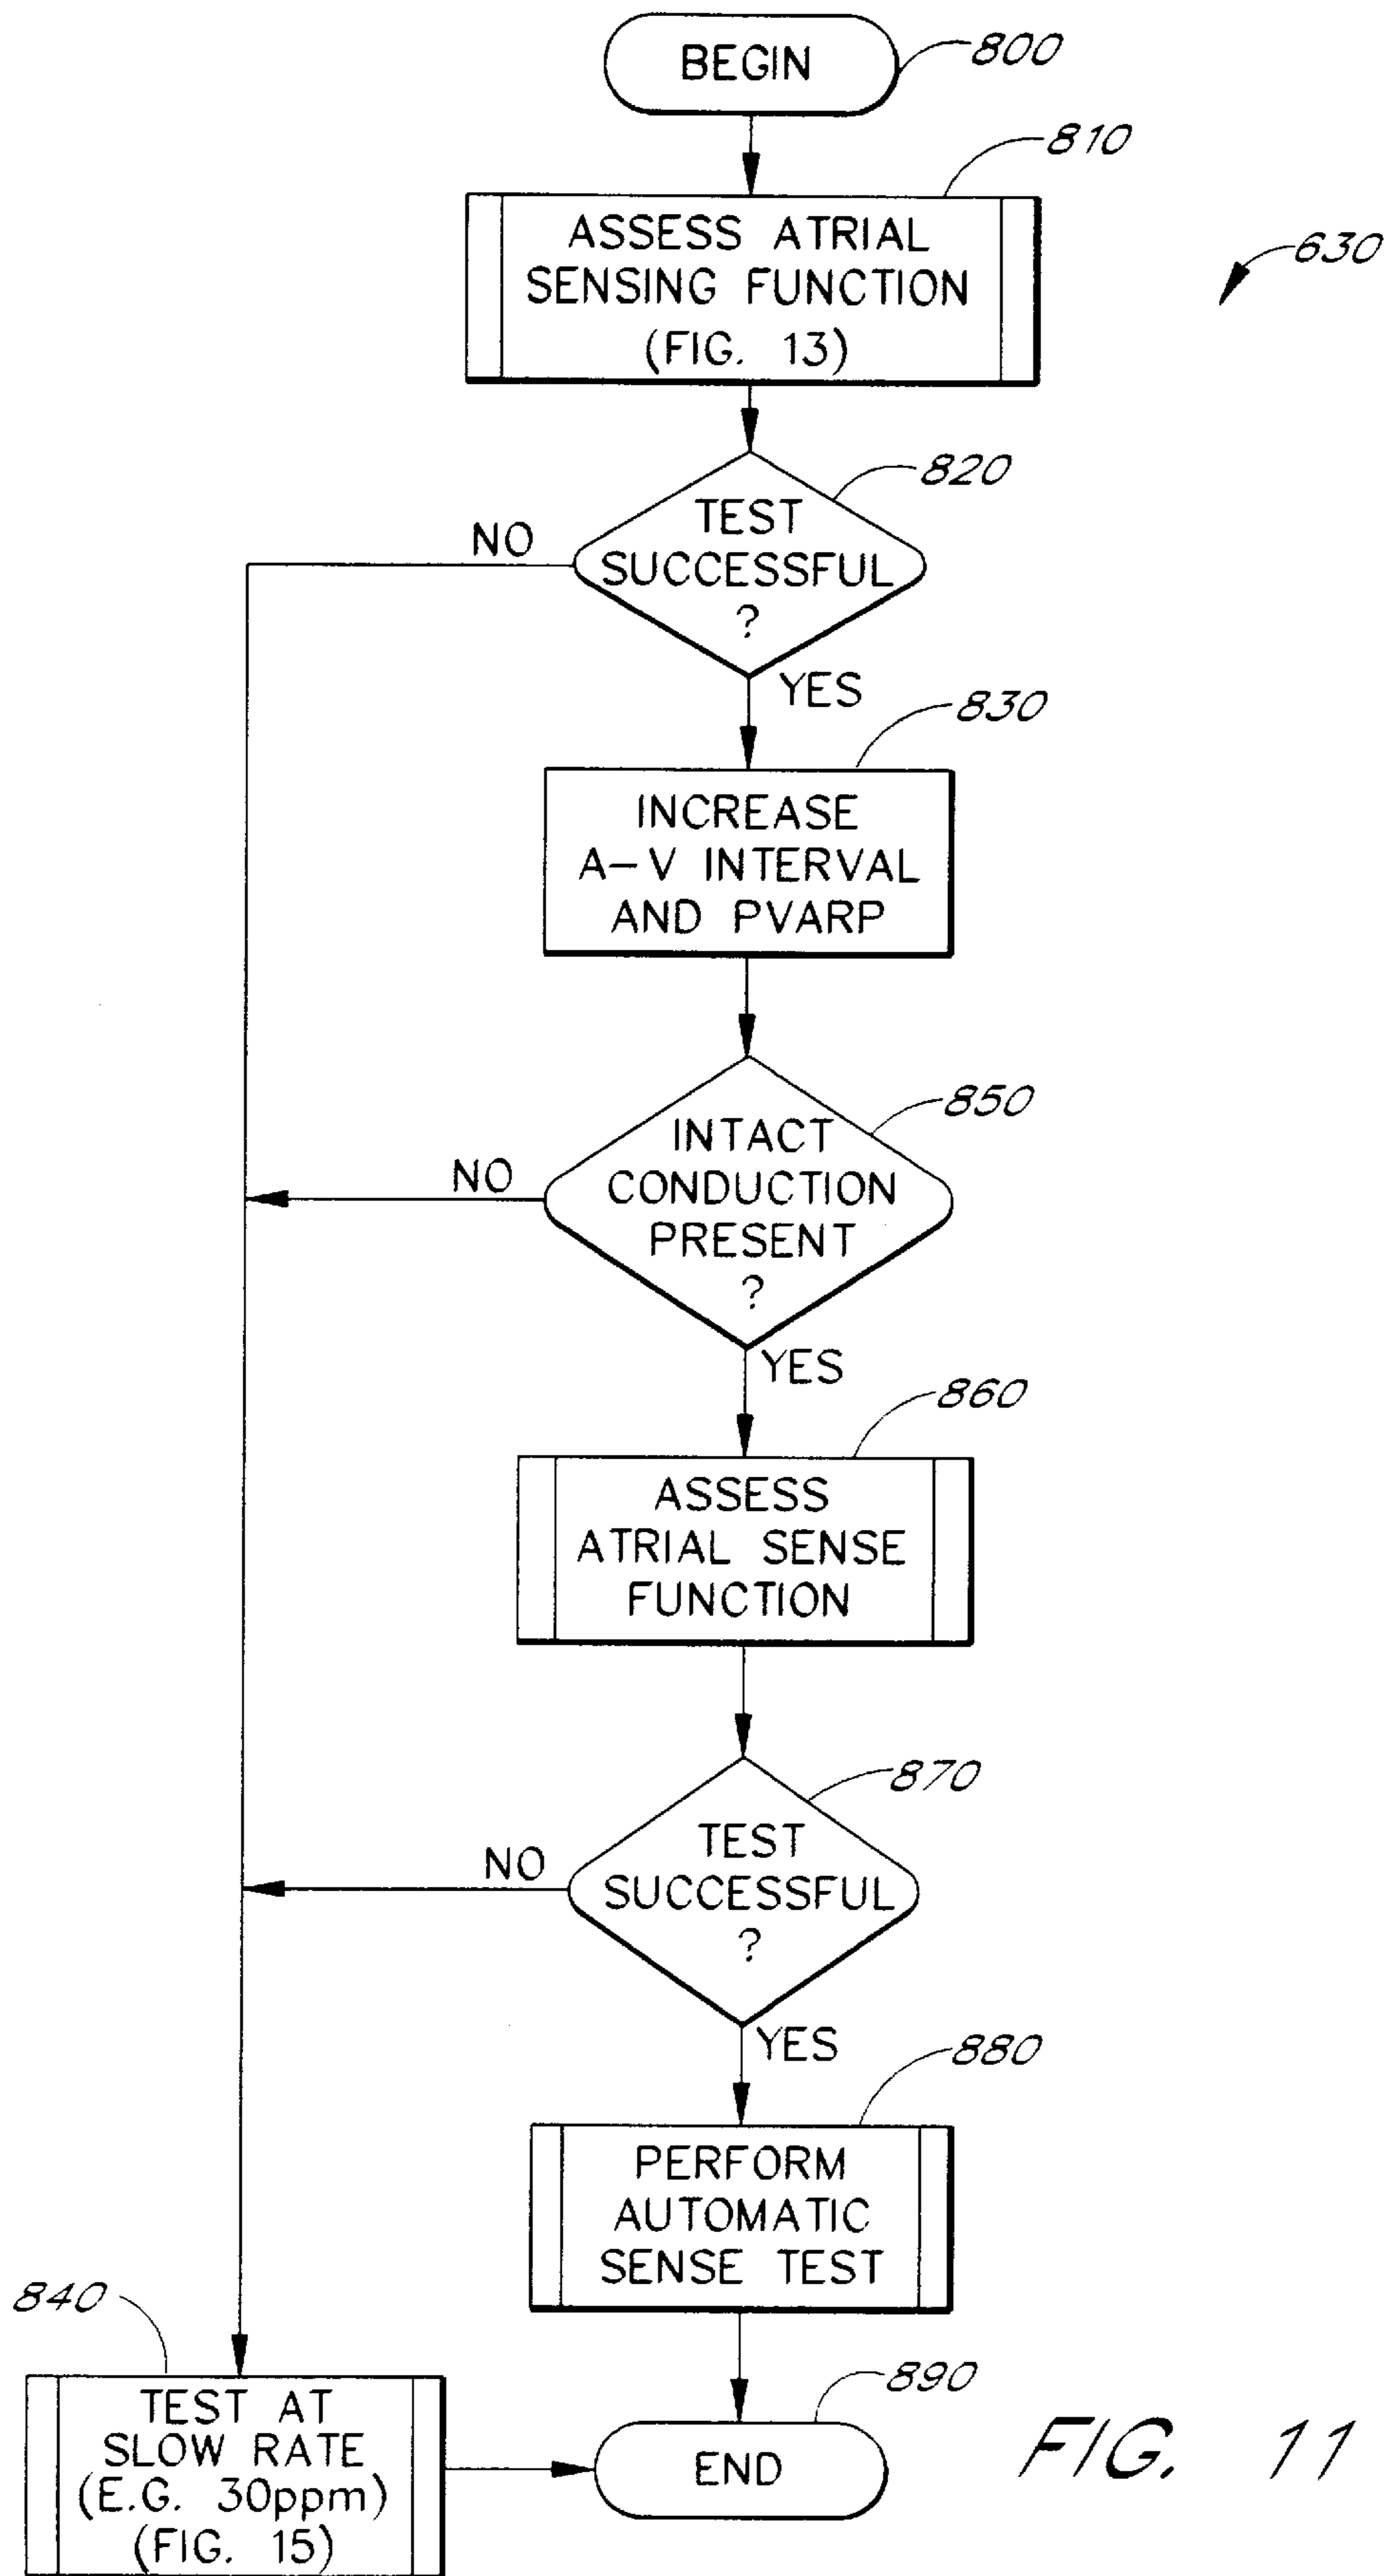 BEGIN
800
810
ASSESS ATRIAL
SENSING FUNCTION
(FIG. 13)
630
820
TEST
SUCCESSFUL
?
NO
YES
830
INCREASE
A-V INTERVAL
AND PVARP
850
INTACT
CONDUCTION
PRESENT
?
NO
YES
860
ASSESS
ATRIAL SENSE
FUNCTION
870
TEST
SUCCESSFUL
?
NO
YES
880
PERFORM
AUTOMATIC
SENSE TEST
840
TEST AT
SLOW RATE
(E.G. 30ppm)
(FIG. 15)
890
END
FIG. 11